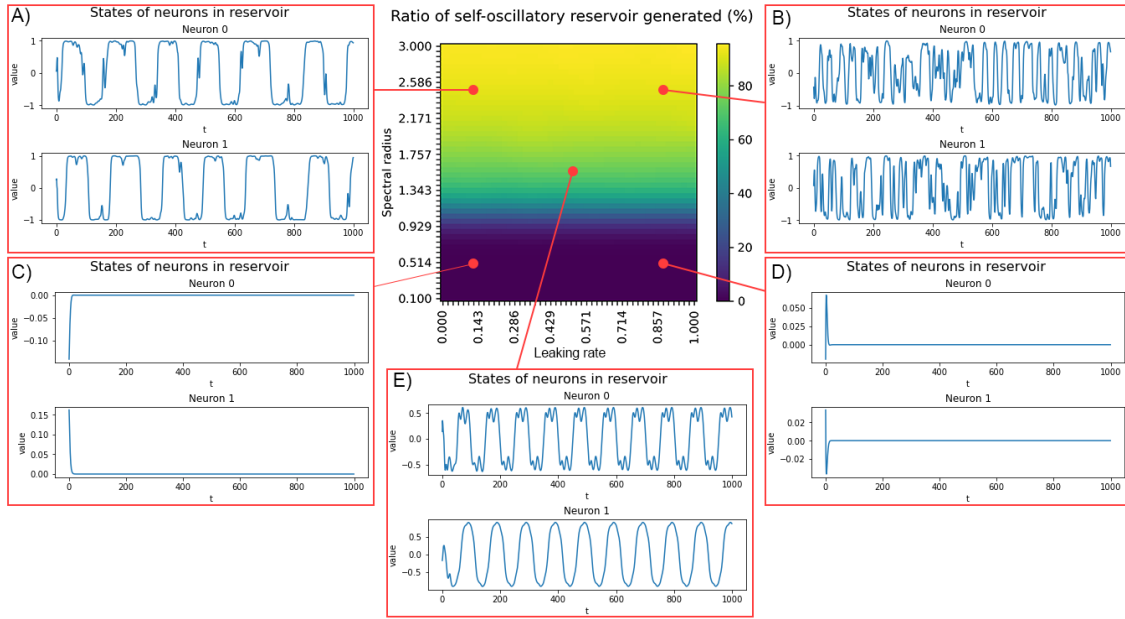 A)
States of neurons in reservoir
Neuron 0
1
0
−1
value
0
200
400
600
800
1000
t
Neuron 1
1
0
−1
value
0
200
400
600
800
1000
t
Ratio of self-oscillatory reservoir generated (%)
3.000
2.586
2.171
1.757
1.343
0.929
0.514
0.100
Spectral radius
0.000
0.143
0.286
0.429
0.571
0.714
0.857
1.000
Leaking rate
80
60
40
20
0
B)
States of neurons in reservoir
Neuron 0
1
0
−1
value
0
200
400
600
800
1000
t
Neuron 1
1
0
−1
value
0
200
400
600
800
1000
t
C)
States of neurons in reservoir
Neuron 0
0.00
−0.05
−0.10
value
0
200
400
600
800
1000
t
Neuron 1
0.15
0.10
0.05
0.00
value
0
200
400
600
800
1000
t
D)
States of neurons in reservoir
Neuron 0
0.050
0.025
0.000
value
0
200
400
600
800
1000
t
Neuron 1
0.02
0.00
−0.02
value
0
200
400
600
800
1000
t
E)
States of neurons in reservoir
Neuron 0
0.5
0.0
−0.5
value
0
200
400
600
800
1000
t
Neuron 1
0.5
0.0
−0.5
value
0
200
400
600
800
1000
t